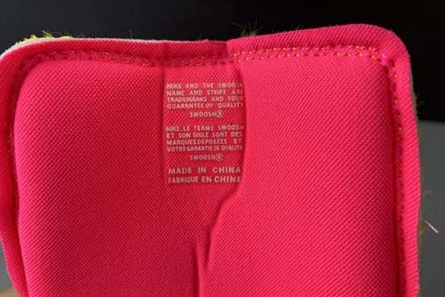 NIKE AND THE SWOOSH
NAME AND STRIPE ARE
TRADEMARKS AND YOUR
GUARANTEE OF QUALITY
SWOOSH®
NIKE.LE TEAME SWOOSH
ET SON SIGLE SONT DES
MARQUES DEPOSEES ET
VOTRE GARANTIE DE QUALITE
SWOOSH®
MADE IN CHINA
FABRIQUE EN CHINE